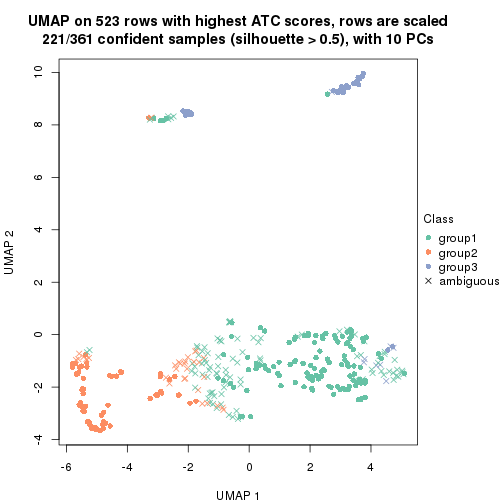 UMAP on 523 rows with highest ATC scores, rows are scaled
221/361 confident samples (silhouette > 0.5), with 10 PCs
10
8
6
4
2
0
-2
-4
UMAP 2
-6 -4 -2 0 2 4
UMAP 1
Class
group1
group2
group3
ambiguous